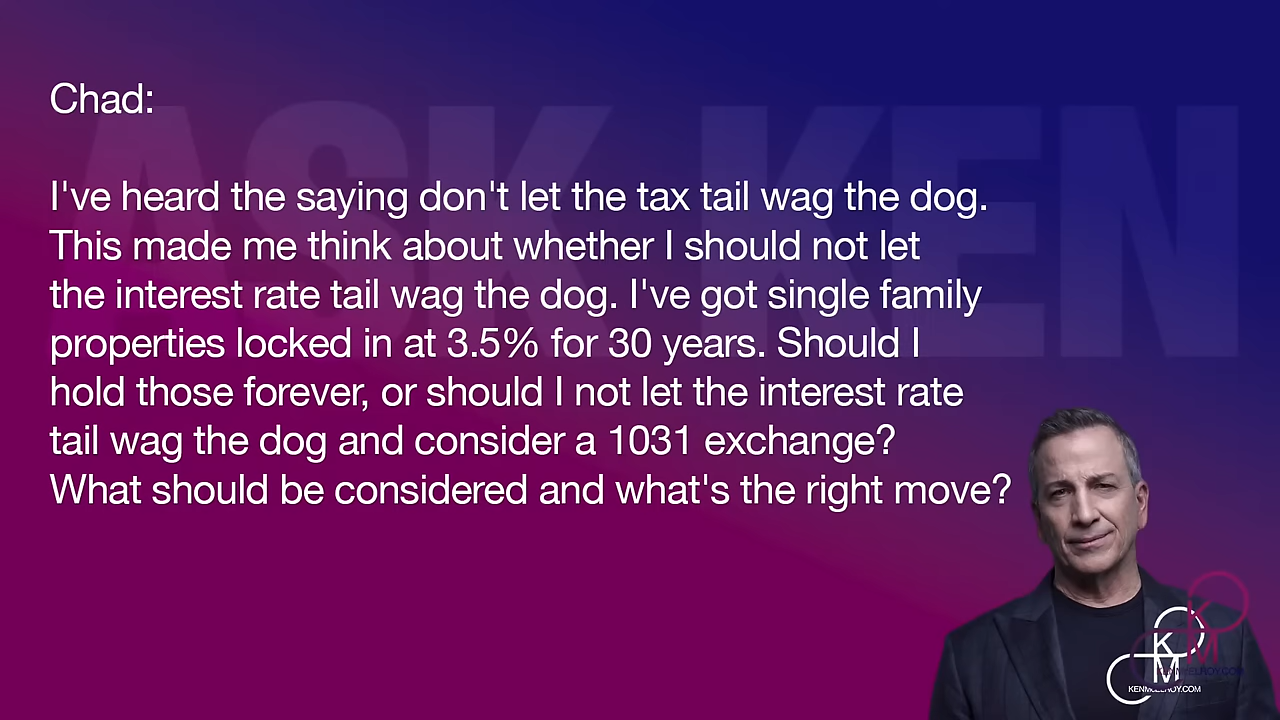 ASK KEN
Chad:
I've heard the saying don't let the tax tail wag the dog.
This made me think about whether I should not let
the interest rate tail wag the dog. I've got single family
properties locked in at 3.5% for 30 years. Should I
hold those forever, or should I not let the interest rate
tail wag the dog and consider a 1031 exchange?
What should be considered and what's the right move?
K
M
KENMCELROY.COM